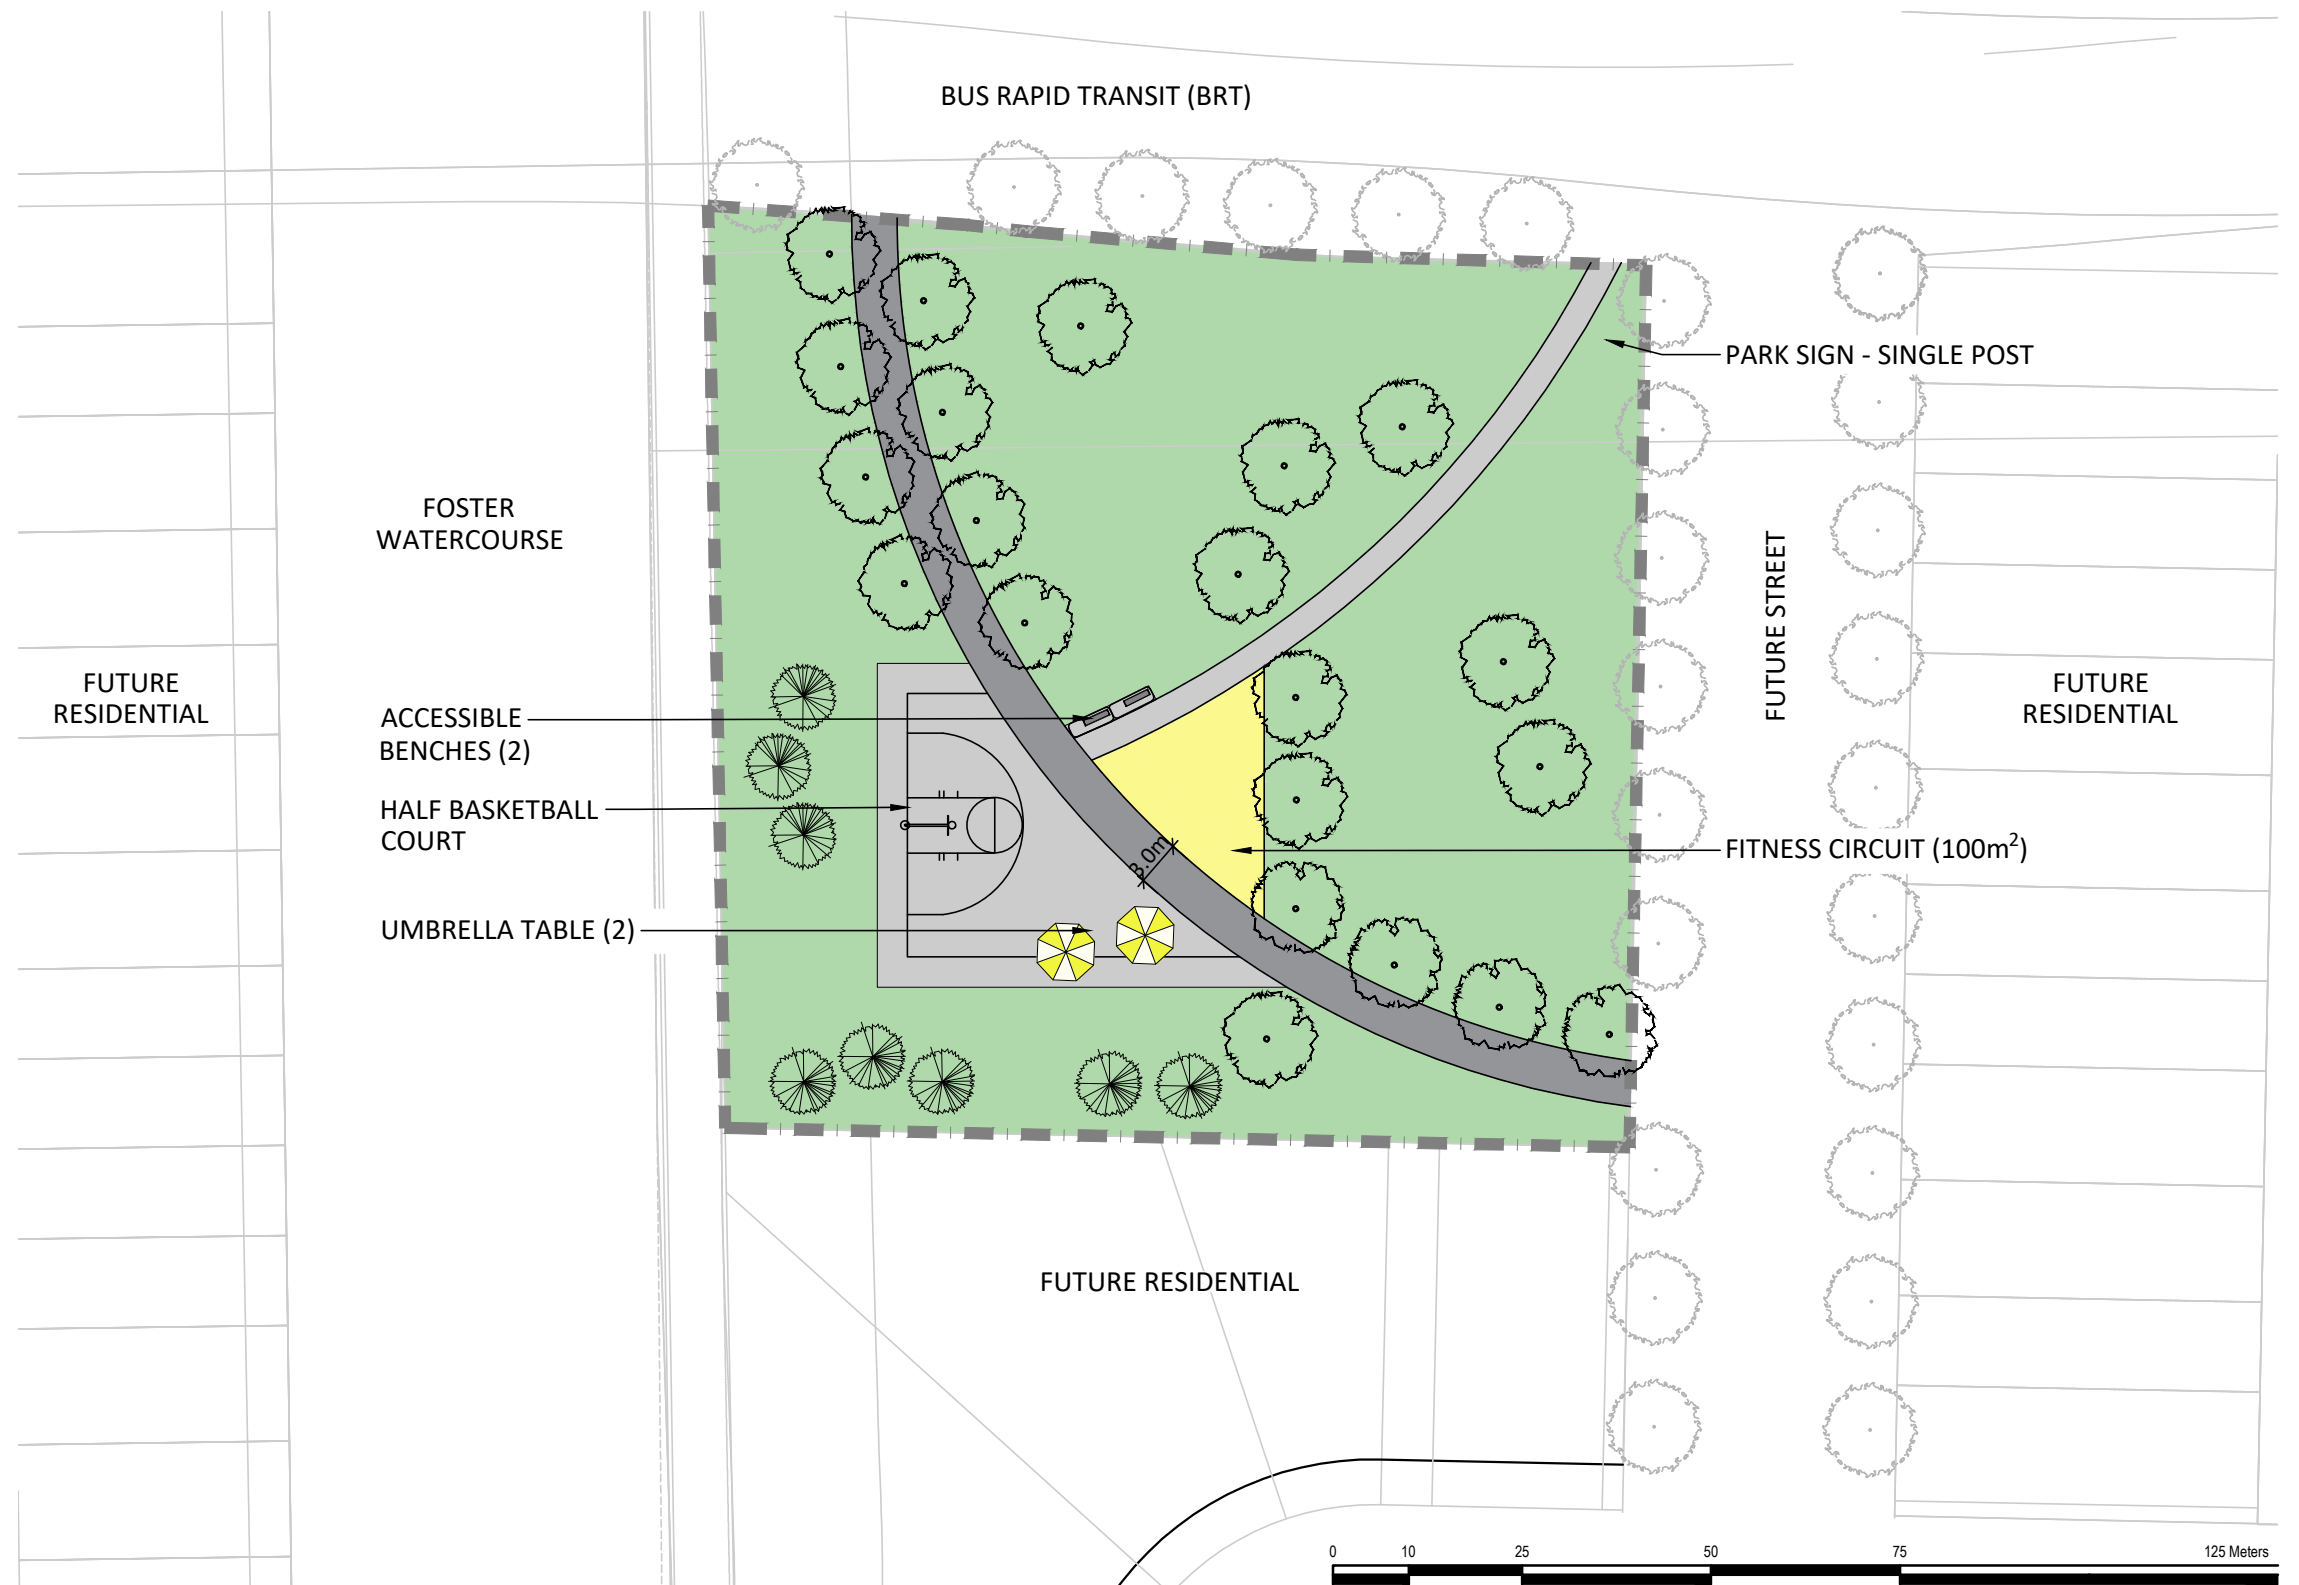 BUS RAPID TRANSIT (BRT)
PARK SIGN - SINGLE POST
FOSTER
WATERCOURSE
FUTURE STREET
FUTURE
RESIDENTIAL
FUTURE
RESIDENTIAL
ACCESSIBLE
BENCHES (2)
HALF BASKETBALL
COURT
3.0m
FITNESS CIRCUIT (100m²)
UMBRELLA TABLE (2)
FUTURE RESIDENTIAL
0 10 25 50 75 125 Meters